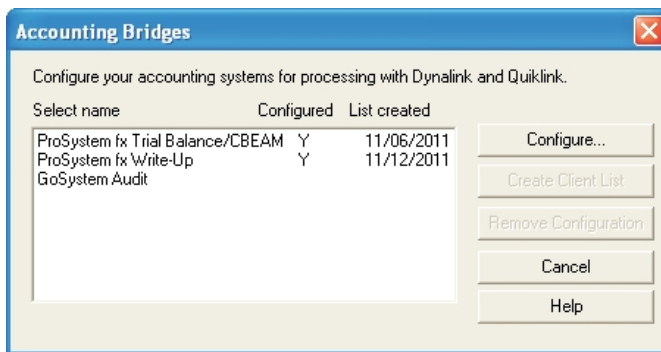 Accounting Bridges
Configure your accounting systems for processing with Dynalink and Quiklink.
Select name Configured List created
ProSystem fx Trial Balance/CBEAM Y 11/06/2011
ProSystem fx Write-Up Y 11/12/2011
GoSystem Audit
Configure...
Create Client List
Remove Configuration
Cancel
Help